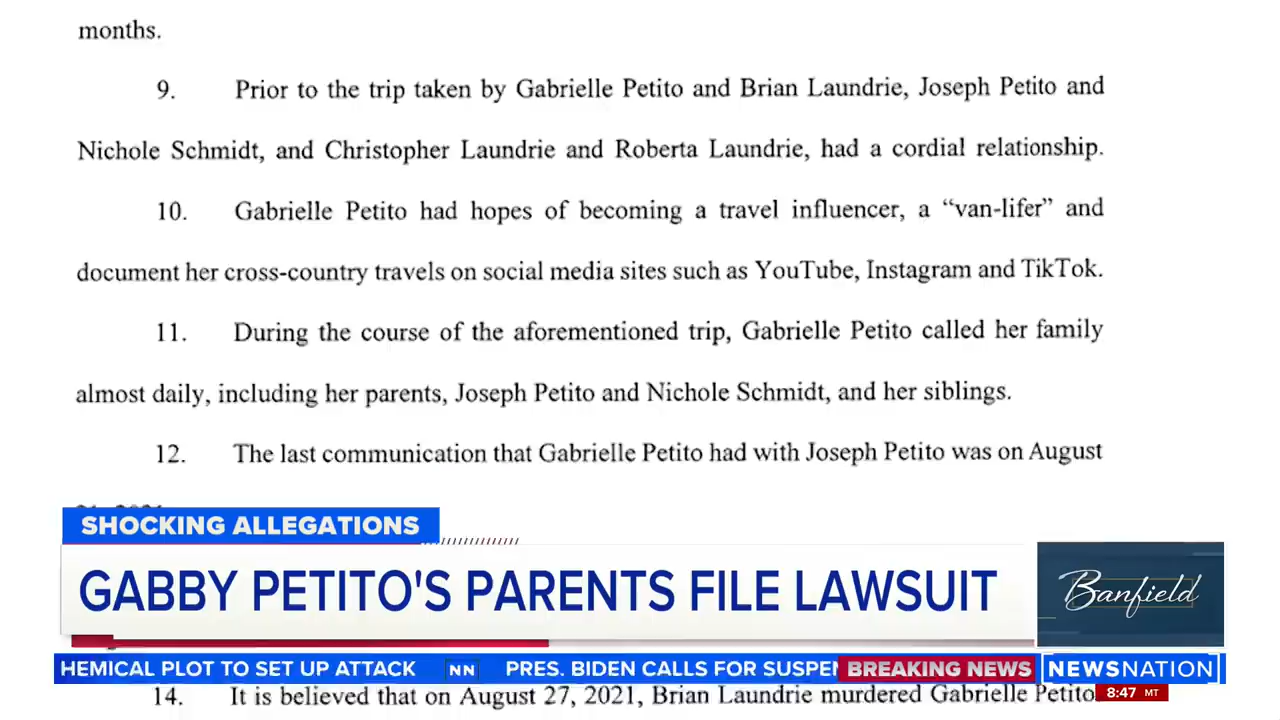 months.
9. Prior to the trip taken by Gabrielle Petito and Brian Laundrie, Joseph Petito and
Nichole Schmidt, and Christopher Laundrie and Roberta Laundrie, had a cordial relationship.
10. Gabrielle Petito had hopes of becoming a travel influencer, a “van-lifer” and
document her cross-country travels on social media sites such as YouTube, Instagram and TikTok.
11. During the course of the aforementioned trip, Gabrielle Petito called her family
almost daily, including her parents, Joseph Petito and Nichole Schmidt, and her siblings.
12. The last communication that Gabrielle Petito had with Joseph Petito was on August
SHOCKING ALLEGATIONS
GABBY PETITO'S PARENTS FILE LAWSUIT
Banfield
HEMICAL PLOT TO SET UP ATTACK NN PRES. BIDEN CALLS FOR SUSPEN BREAKING NEWS NEWSNATION
14. It is believed that on August 27, 2021, Brian Laundrie murdered Gabrielle Petito
8:47 MT